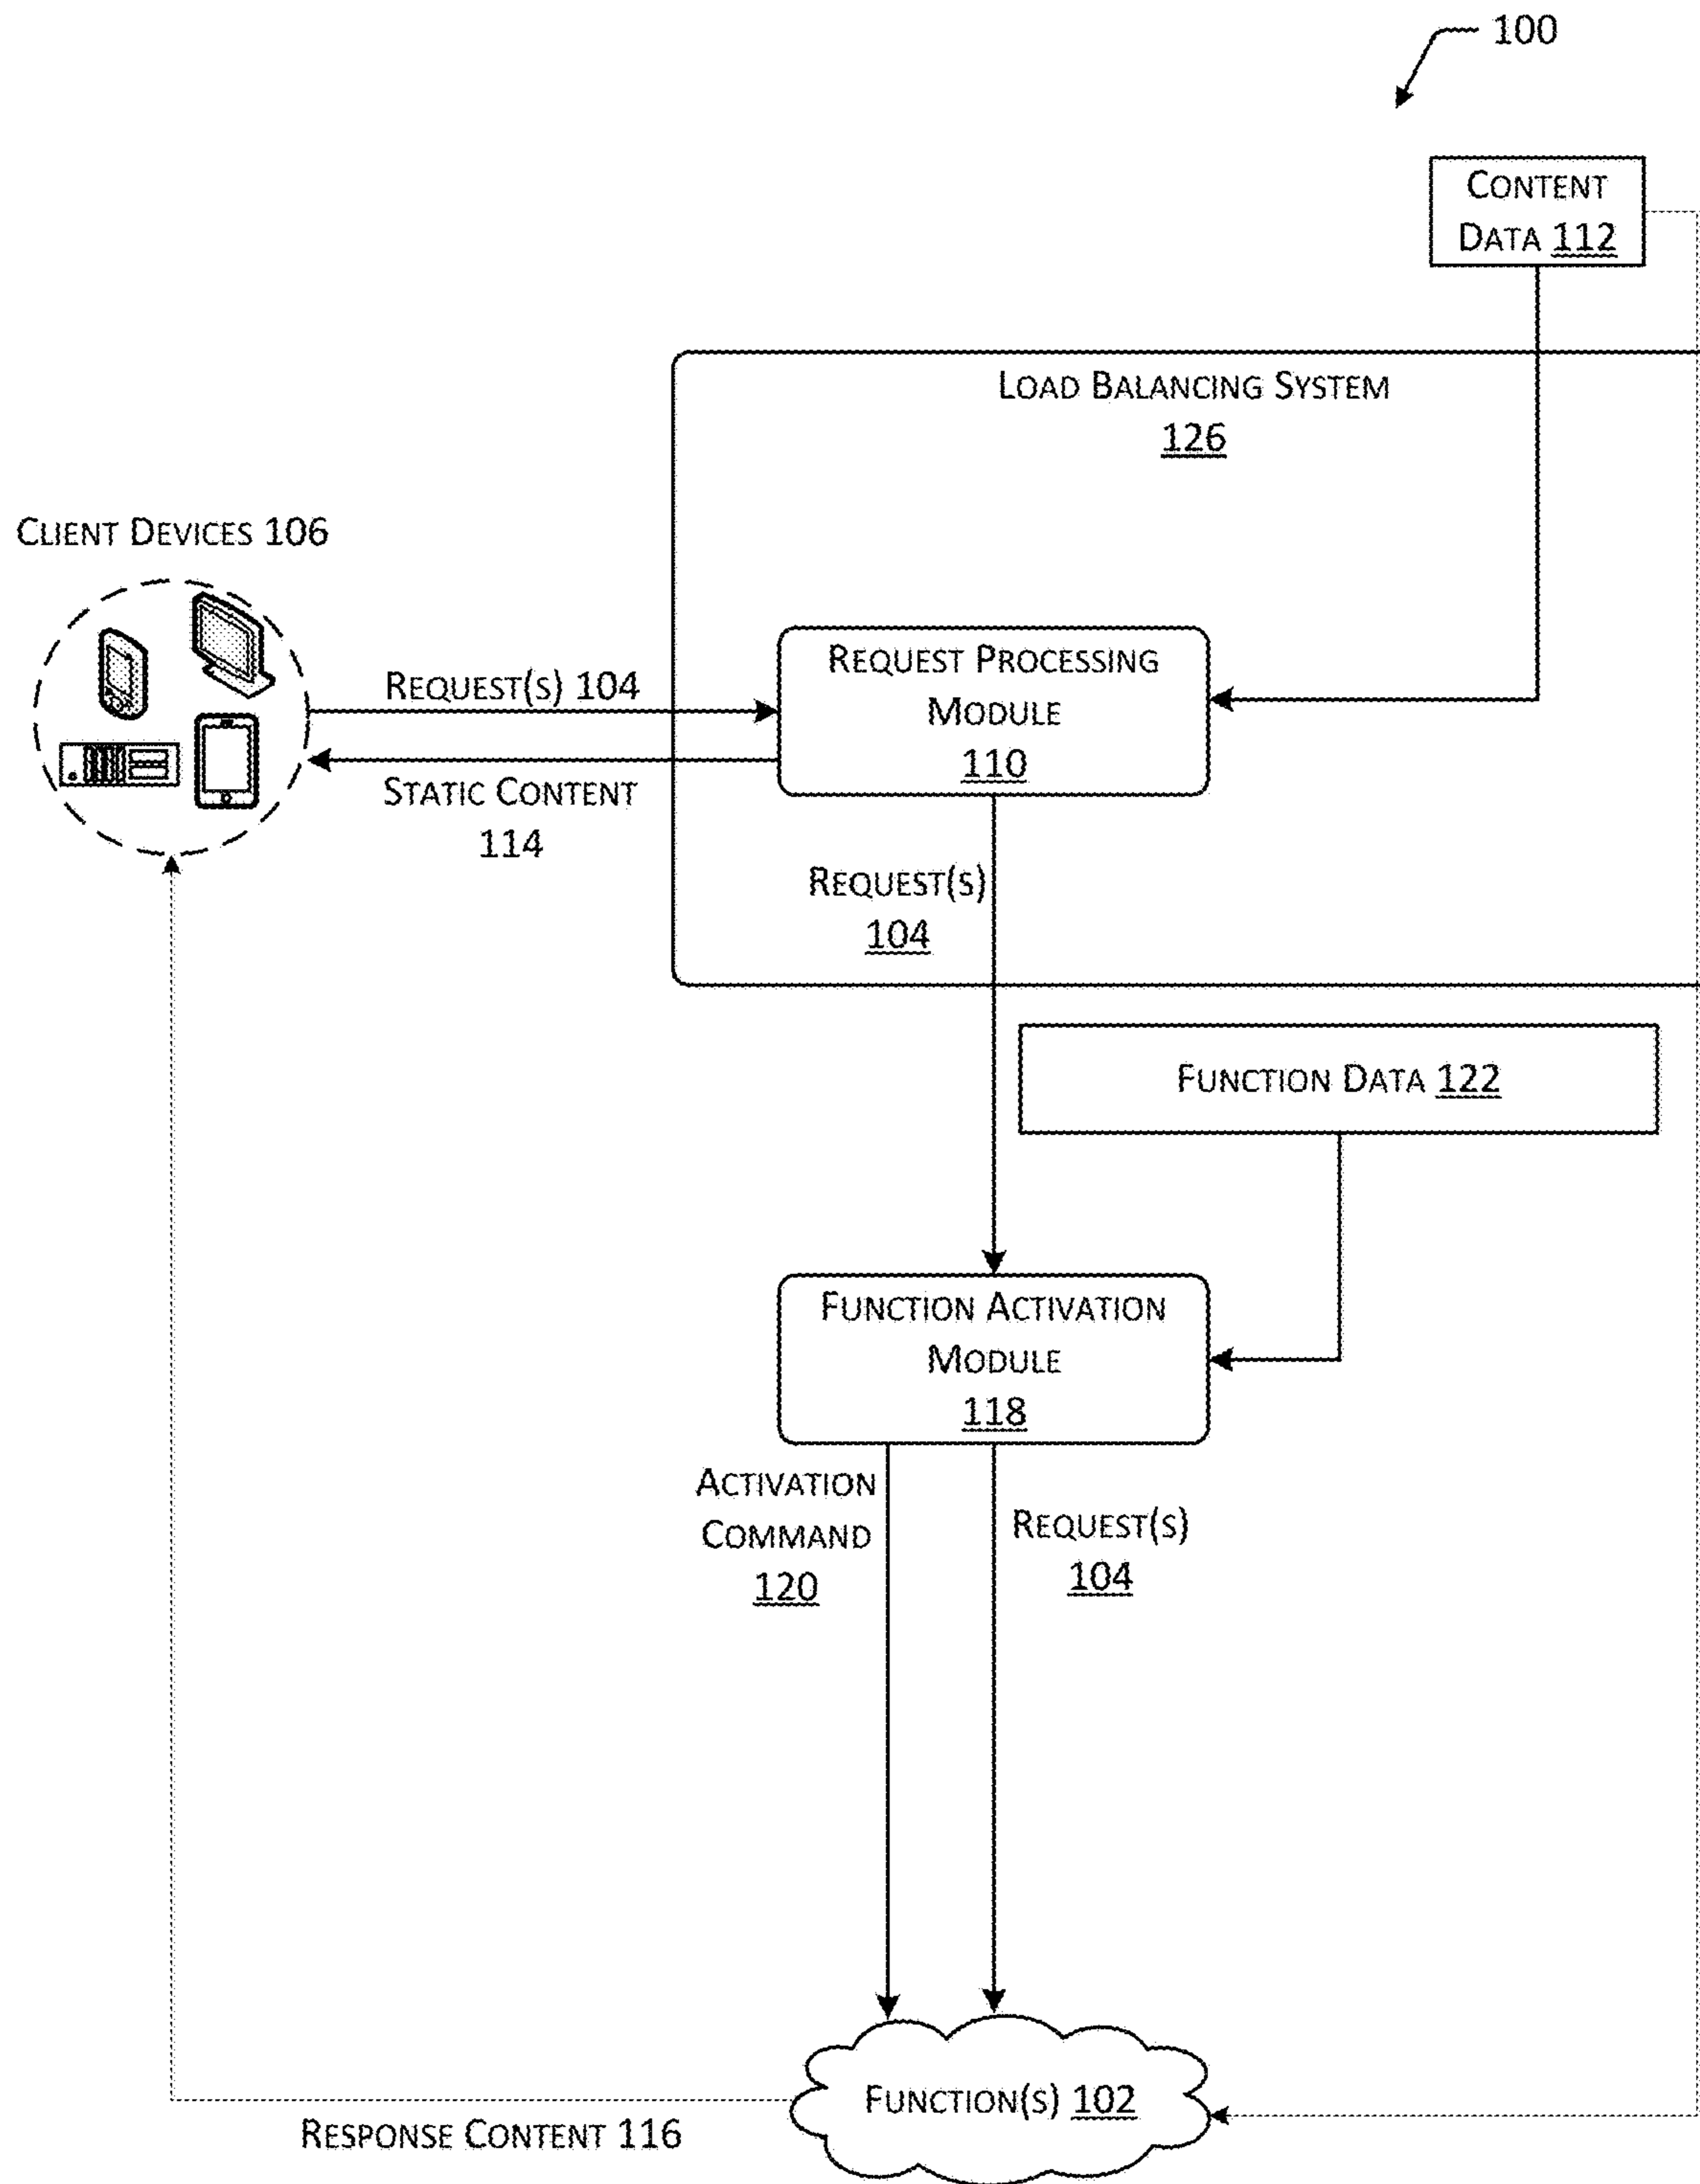 100
CONTENT
DATA 112
LOAD BALANCING SYSTEM
126
CLIENT DEVICES 106
REQUEST(S) 104
STATIC CONTENT
114
REQUEST PROCESSING
MODULE
110
REQUEST(S)
104
FUNCTION DATA 122
FUNCTION ACTIVATION
MODULE
118
ACTIVATION
COMMAND
120
REQUEST(S)
104
FUNCTION(S) 102
RESPONSE CONTENT 116